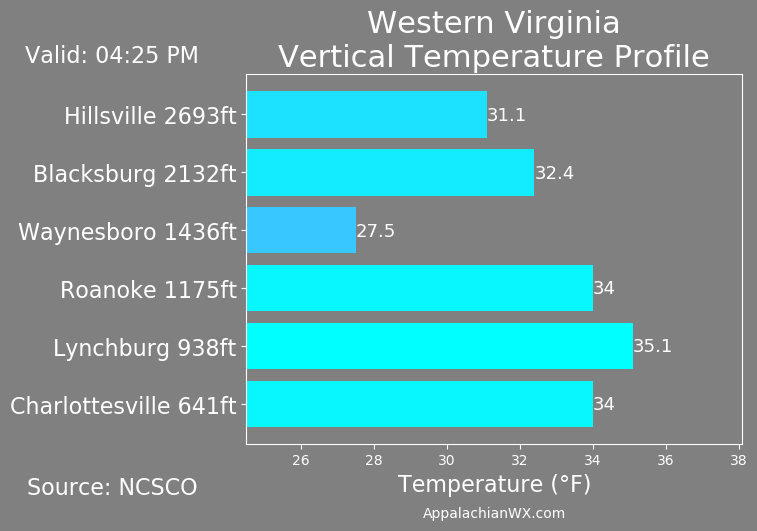 Western Virginia
Vertical Temperature Profile
Valid: 04:25 PM
Hillsville 2693ft 31.1
Blacksburg 2132ft 32.4
Waynesboro 1436ft 27.5
Roanoke 1175ft 34
Lynchburg 938ft 35.1
Charlottesville 641ft 34
26 28 30 32 34 36 38
Temperature (°F)
Source: NCSCO
AppalachianWX.com